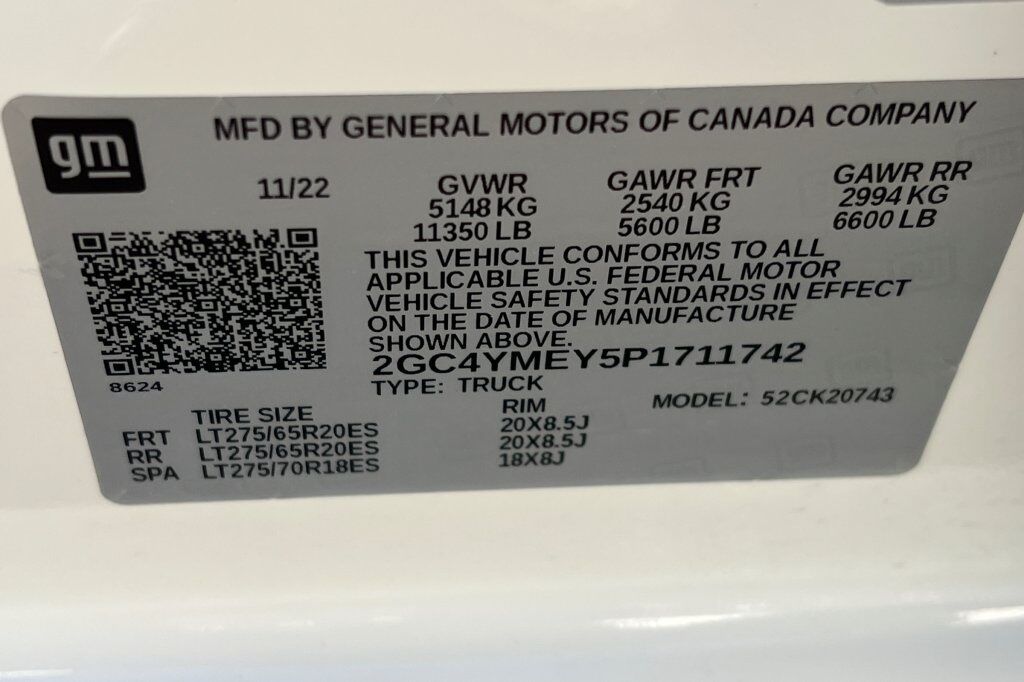 gm
MFD BY GENERAL MOTORS OF CANADA COMPANY
11/22 GVWR GAWR FRT GAWR RR
5148 KG 2540 KG 2994 KG
11350 LB 5600 LB 6600 LB
THIS VEHICLE CONFORMS TO ALL
APPLICABLE U.S. FEDERAL MOTOR
VEHICLE SAFETY STANDARDS IN EFFECT
ON THE DATE OF MANUFACTURE
SHOWN ABOVE.
2GC4YMEY5P1711742
8624
TYPE: TRUCK MODEL: 52CK20743
TIRE SIZE RIM
FRT LT275/65R20ES 20X8.5J
RR LT275/65R20ES 20X8.5J
SPA LT275/70R18ES 18X8J